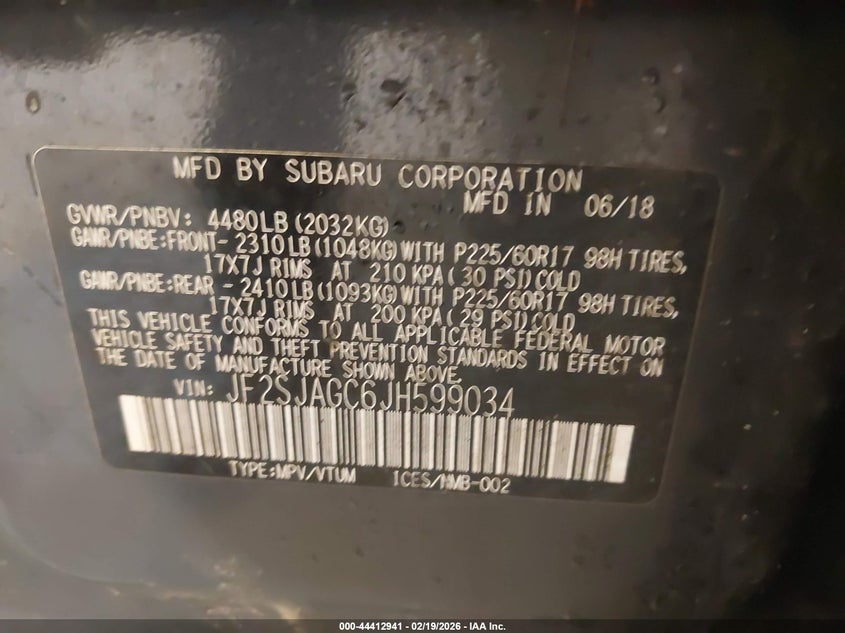 MFD BY SUBARU CORPORATION
MFD IN 06/18
GVWR/PNBV: 4480LB (2032KG)
GAWR/PNBE:FRONT- 2310LB (1048KG) WITH P225/60R17 98H TIRES,
17X7J RIMS AT 210 KPA ( 30 PSI) COLD
GAWR/PNBE:REAR - 2410LB (1093KG) WITH P225/60R17 98H TIRES,
17X7J RIMS AT 200 KPA ( 29 PSI) COLD
THIS VEHICLE CONFORMS TO ALL APPLICABLE FEDERAL MOTOR
VEHICLE SAFETY AND THEFT PREVENTION STANDARDS IN EFFECT ON
THE DATE OF MANUFACTURE SHOWN ABOVE.
VIN: JF2SJAGC6JH599034
TYPE:MPV/VTUM ICES/NMB-002
000-44412941 - 02/19/2026 - IAA Inc.